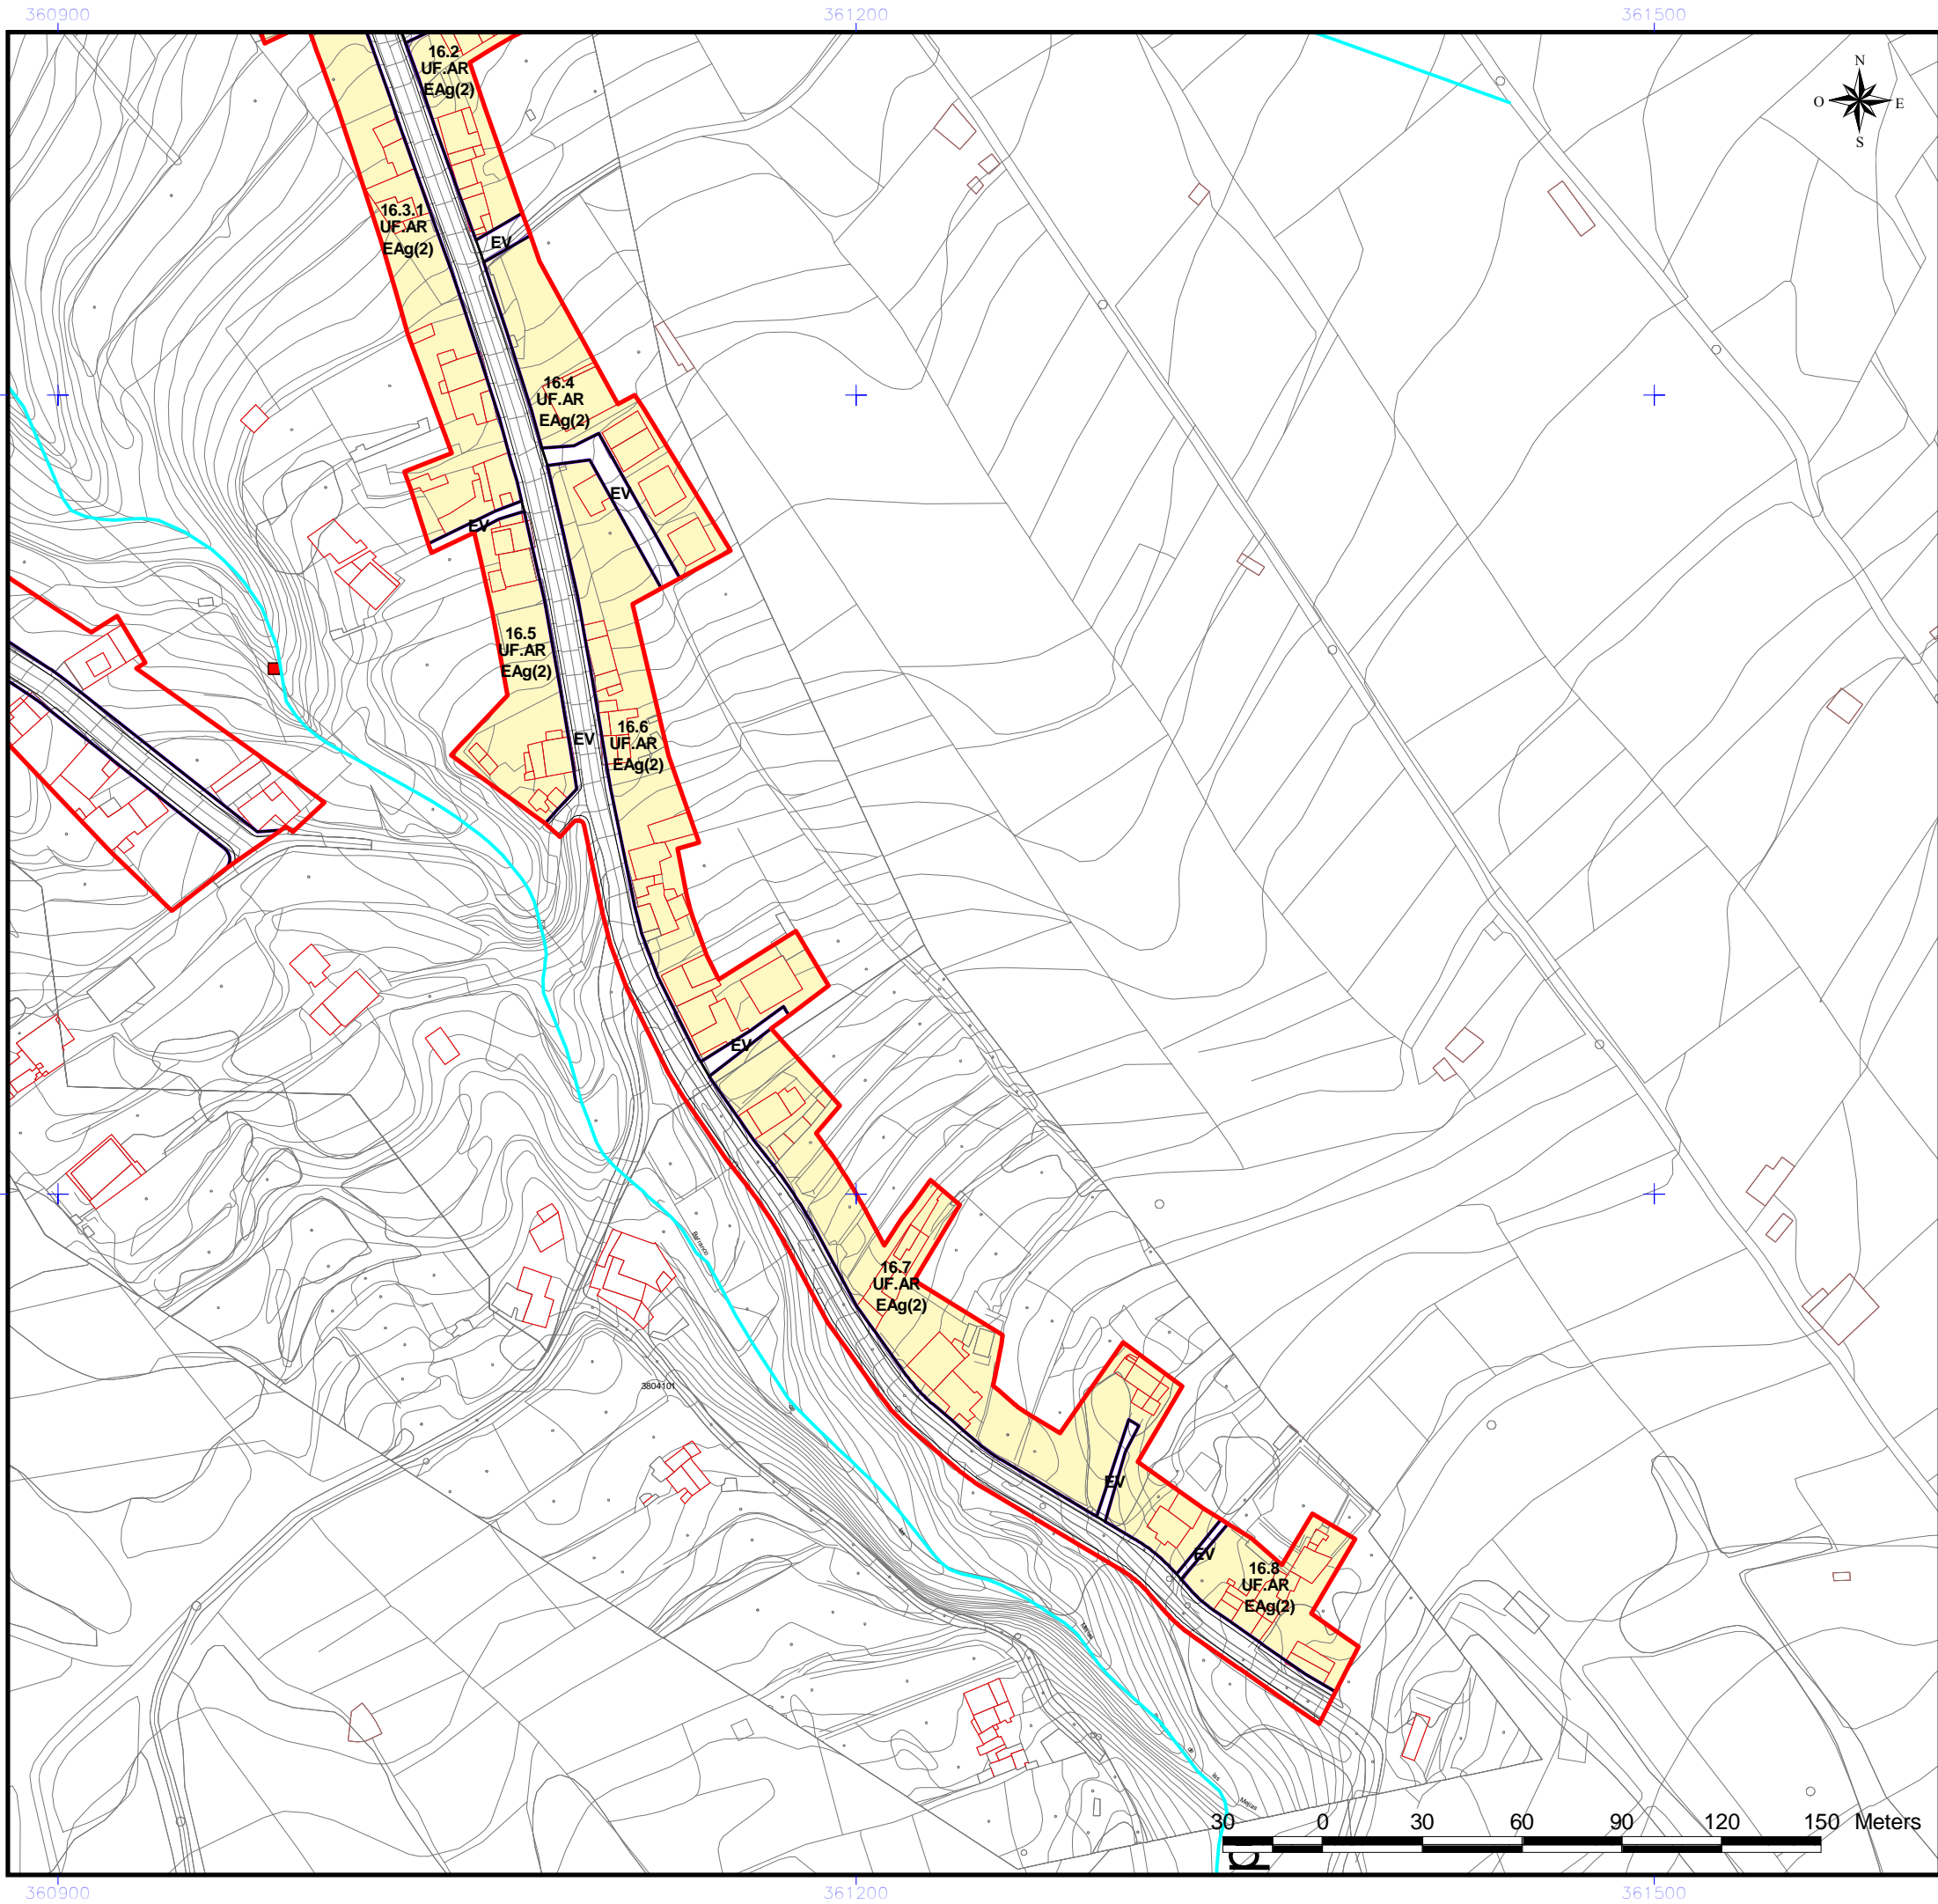 360900 361200 361500
N
O E
S
16.2
UF.AR
EAg(2)
16.3.1
UF.AR
EAg(2)
EV
16.4
UF.AR
EAg(2)
EV
EV
16.5
UF.AR
EAg(2)
16.6
UF.AR
EAg(2)
EV
EV
Barranco
16.7
UF.AR
EAg(2)
3804101
EV
EV
16.8
UF.AR
EAg(2)
los
Mejias
30 0 30 60 90 120 150 Meters
360900 361200 361500